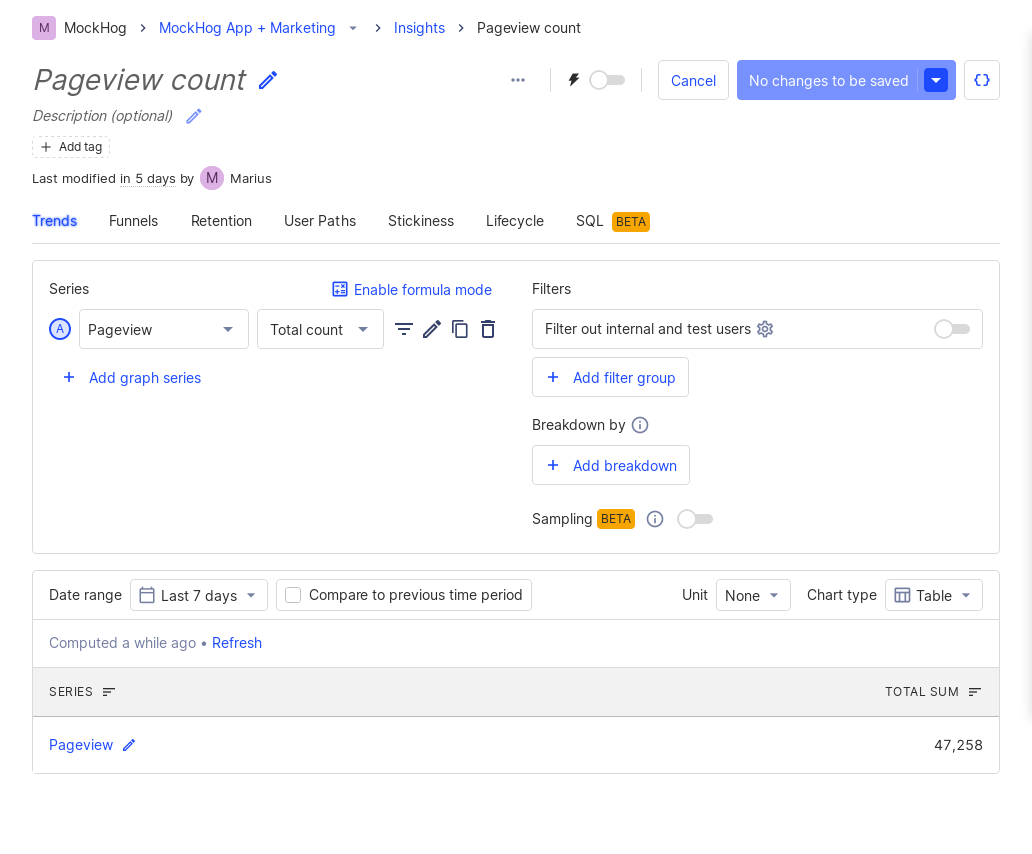 M MockHog > MockHog App + Marketing > Insights > Pageview count
Pageview count
Cancel
No changes to be saved
Description (optional)
Add tag
Last modified in 5 days by M Marius
Trends Funnels Retention User Paths Stickiness Lifecycle SQL BETA
Series
Enable formula mode
A Pageview Total count
Add graph series
Filters
Filter out internal and test users
Add filter group
Breakdown by
Add breakdown
Sampling BETA
Date range Last 7 days Compare to previous time period Unit None Chart type Table
Computed a while ago • Refresh
SERIES TOTAL SUM
Pageview 47,258